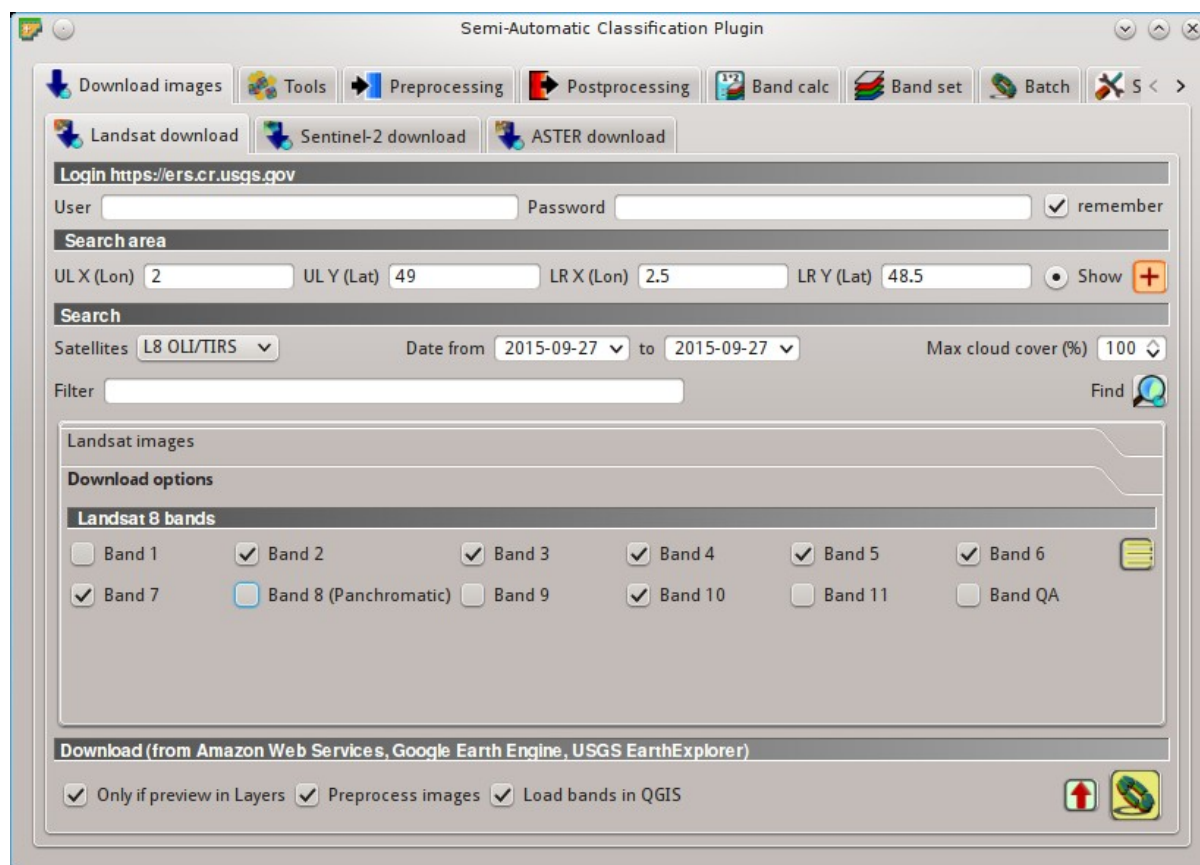 Semi-Automatic Classification Plugin
Download images Tools Preprocessing Postprocessing Band calc Band set Batch S
Landsat download Sentinel-2 download ASTER download
Login https://ers.cr.usgs.gov
User Password remember
Search area
UL X (Lon) 2 UL Y (Lat) 49 LR X (Lon) 2.5 LR Y (Lat) 48.5 Show
Search
Satellites L8 OLI/TIRS Date from 2015-09-27 to 2015-09-27 Max cloud cover (%) 100
Filter Find
Landsat images
Download options
Landsat 8 bands
Band 1 Band 2 Band 3 Band 4 Band 5 Band 6
Band 7 Band 8 (Panchromatic) Band 9 Band 10 Band 11 Band QA
Download (from Amazon Web Services, Google Earth Engine, USGS EarthExplorer)
Only if preview in Layers Preprocess images Load bands in QGIS